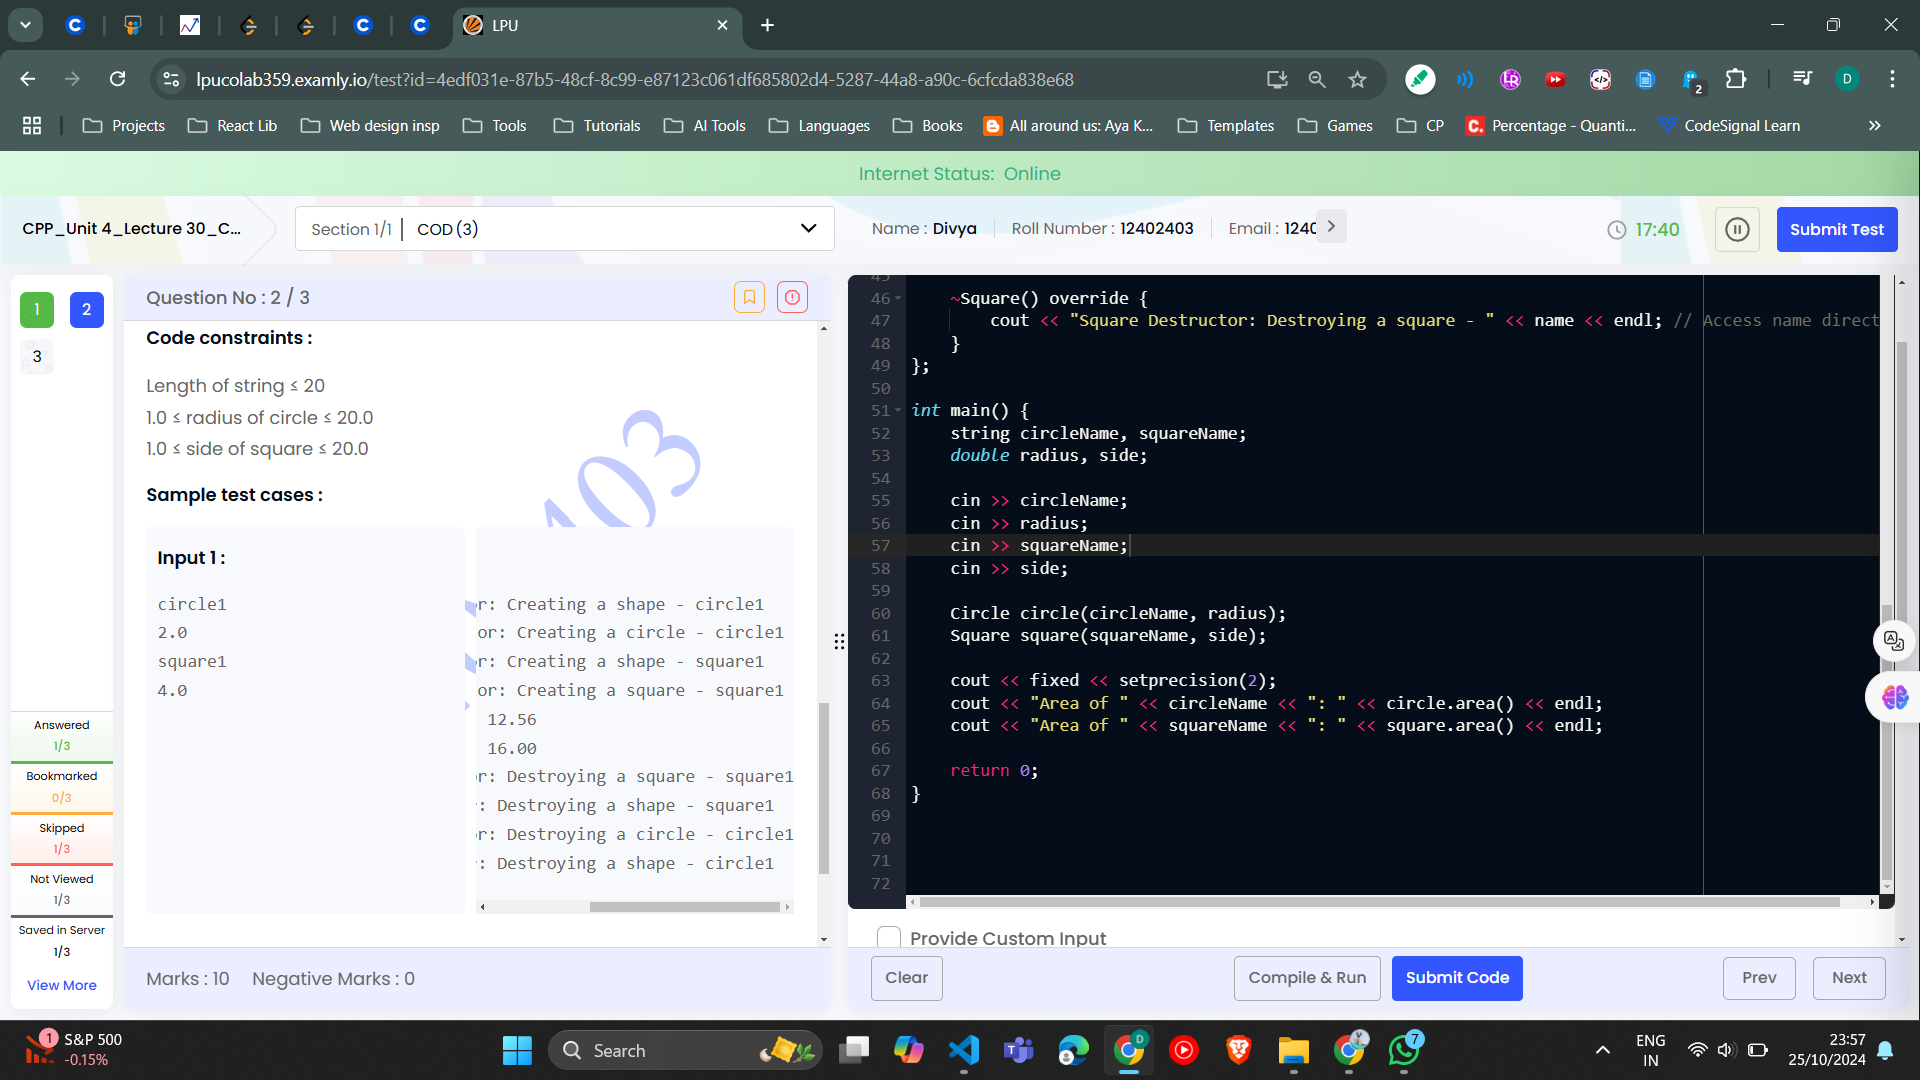 LPU
lpucolab359.examly.io/test?id=4edf031e-87b5-48cf-8c99-e87123c061df685802d4-5287-44a8-a90c-6cfcda838e68
2
D
Projects
React Lib
Web design insp
Tools
Tutorials
AI Tools
Languages
Books
All around us: Aya K...
Templates
Games
CP
Percentage - Quanti...
CodeSignal Learn
Internet Status: Online
CPP_Unit 4_Lecture 30_C...
Section 1/1 | COD (3)
Name : Divya
Roll Number : 12402403
Email : 1240
17:40
Submit Test
1
2
3
Answered
1/3
Bookmarked
0/3
Skipped
1/3
Not Viewed
1/3
Saved in Server
1/3
View More
Question No : 2 / 3
Code constraints :
Length of string ≤ 20
1.0 ≤ radius of circle ≤ 20.0
1.0 ≤ side of square ≤ 20.0
Sample test cases :
403
Input 1 :
circle1
2.0
square1
4.0
r: Creating a shape - circle1
or: Creating a circle - circle1
r: Creating a shape - square1
or: Creating a square - square1
12.56
16.00
r: Destroying a square - square1
: Destroying a shape - square1
r: Destroying a circle - circle1
: Destroying a shape - circle1
Marks : 10
Negative Marks : 0
45
46 ~Square() override {
47 cout << "Square Destructor: Destroying a square - " << name << endl; // Access name direct
48 }
49 };
50
51 int main() {
52 string circleName, squareName;
53 double radius, side;
54
55 cin >> circleName;
56 cin >> radius;
57 cin >> squareName;
58 cin >> side;
59
60 Circle circle(circleName, radius);
61 Square square(squareName, side);
62
63 cout << fixed << setprecision(2);
64 cout << "Area of " << circleName << ": " << circle.area() << endl;
65 cout << "Area of " << squareName << ": " << square.area() << endl;
66
67 return 0;
68 }
69
70
71
72
Provide Custom Input
Clear
Compile & Run
Submit Code
Prev
Next
1
S&P 500
-0.15%
Search
D
7
ENG
IN
23:57
25/10/2024